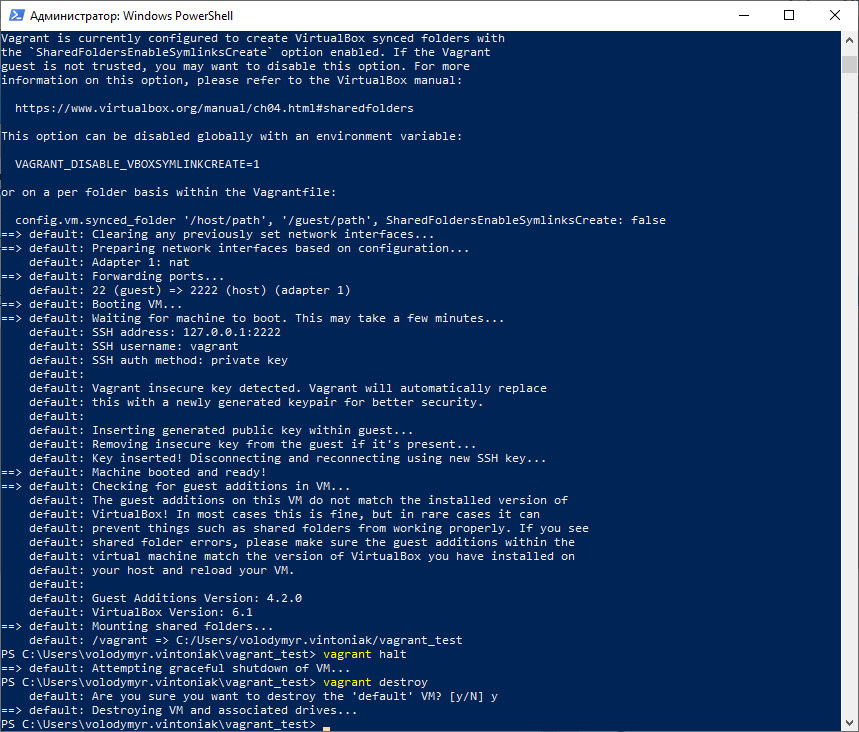 Администратор: Windows PowerShell
Vagrant is currently configured to create VirtualBox synced folders with
the `SharedFoldersEnableSymlinksCreate` option enabled. If the Vagrant
guest is not trusted, you may want to disable this option. For more
information on this option, please refer to the VirtualBox manual:

  https://www.virtualbox.org/manual/ch04.html#sharedfolders

This option can be disabled globally with an environment variable:

  VAGRANT_DISABLE_VBOXSYMLINKCREATE=1

or on a per folder basis within the Vagrantfile:

  config.vm.synced_folder '/host/path', '/guest/path', SharedFoldersEnableSymlinksCreate: false
==> default: Clearing any previously set network interfaces...
==> default: Preparing network interfaces based on configuration...
    default: Adapter 1: nat
==> default: Forwarding ports...
    default: 22 (guest) => 2222 (host) (adapter 1)
==> default: Booting VM...
==> default: Waiting for machine to boot. This may take a few minutes...
    default: SSH address: 127.0.0.1:2222
    default: SSH username: vagrant
    default: SSH auth method: private key
    default:
    default: Vagrant insecure key detected. Vagrant will automatically replace
    default: this with a newly generated keypair for better security.
    default:
    default: Inserting generated public key within guest...
    default: Removing insecure key from the guest if it's present...
    default: Key inserted! Disconnecting and reconnecting using new SSH key...
==> default: Machine booted and ready!
==> default: Checking for guest additions in VM...
    default: The guest additions on this VM do not match the installed version of
    default: VirtualBox! In most cases this is fine, but in rare cases it can
    default: prevent things such as shared folders from working properly. If you see
    default: shared folder errors, please make sure the guest additions within the
    default: virtual machine match the version of VirtualBox you have installed on
    default: your host and reload your VM.
    default:
    default: Guest Additions Version: 4.2.0
    default: VirtualBox Version: 6.1
==> default: Mounting shared folders...
    default: /vagrant => C:/Users/volodymyr.vintoniak/vagrant_test
PS C:\Users\volodymyr.vintoniak\vagrant_test> vagrant halt
==> default: Attempting graceful shutdown of VM...
PS C:\Users\volodymyr.vintoniak\vagrant_test> vagrant destroy
    default: Are you sure you want to destroy the 'default' VM? [y/N] y
==> default: Destroying VM and associated drives...
PS C:\Users\volodymyr.vintoniak\vagrant_test>